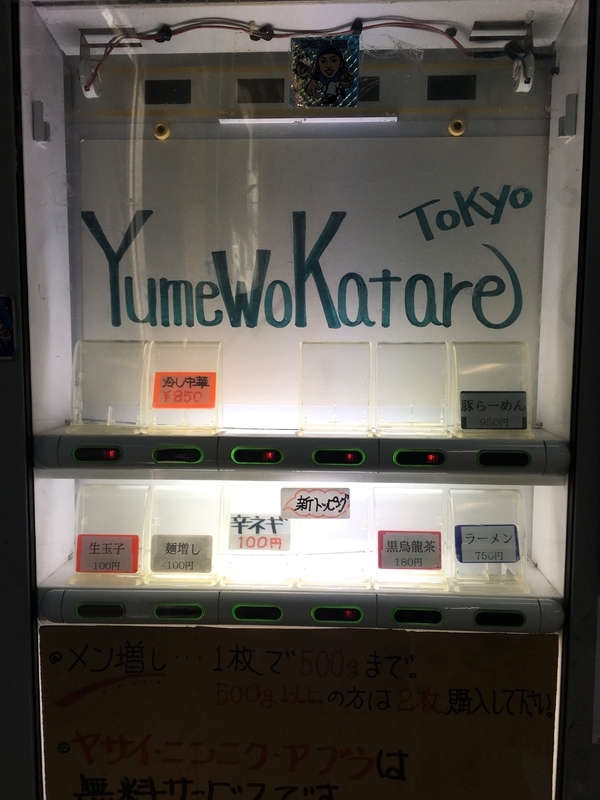 Tokyo
YumeWoKatare
冷し中華
¥850
豚らーめん
950円
新トッピング
生玉子
100円
麺増し
100円
辛ネギ
100円
黒烏龍茶
180円
ラーメン
750円
メン増し…1枚で500gまで。
500g以上の方は2枚購入して下さい
ヤサイ・ニンニク・アブラは
無料サービスです